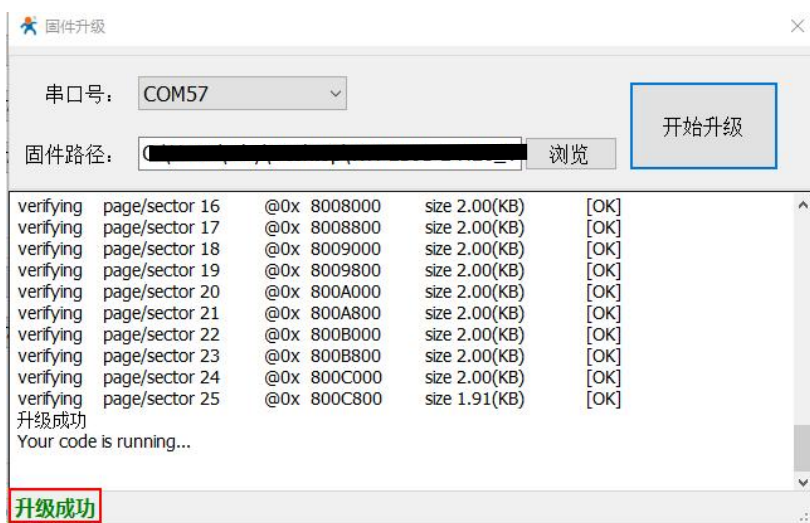 固件升级
串口号： COM57
开始升级
固件路径： 浏览
verifying page/sector 16 @0x 8008000 size 2.00(KB) [OK]
verifying page/sector 17 @0x 8008800 size 2.00(KB) [OK]
verifying page/sector 18 @0x 8009000 size 2.00(KB) [OK]
verifying page/sector 19 @0x 8009800 size 2.00(KB) [OK]
verifying page/sector 20 @0x 800A000 size 2.00(KB) [OK]
verifying page/sector 21 @0x 800A800 size 2.00(KB) [OK]
verifying page/sector 22 @0x 800B000 size 2.00(KB) [OK]
verifying page/sector 23 @0x 800B800 size 2.00(KB) [OK]
verifying page/sector 24 @0x 800C000 size 2.00(KB) [OK]
verifying page/sector 25 @0x 800C800 size 1.91(KB) [OK]
升级成功
Your code is running...
升级成功